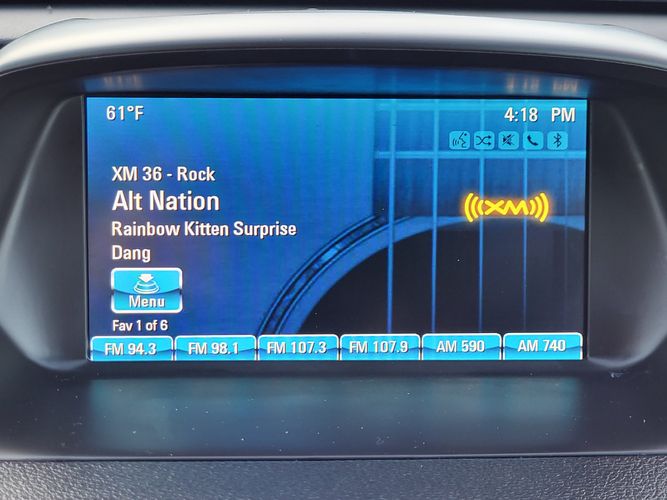 61°F
4:18 PM
XM 36 - Rock
Alt Nation
XM
Rainbow Kitten Surprise
Dang
Menu
Fav 1 of 6
FM 94.3
FM 98.1
FM 107.3
FM 107.9
AM 590
AM 740